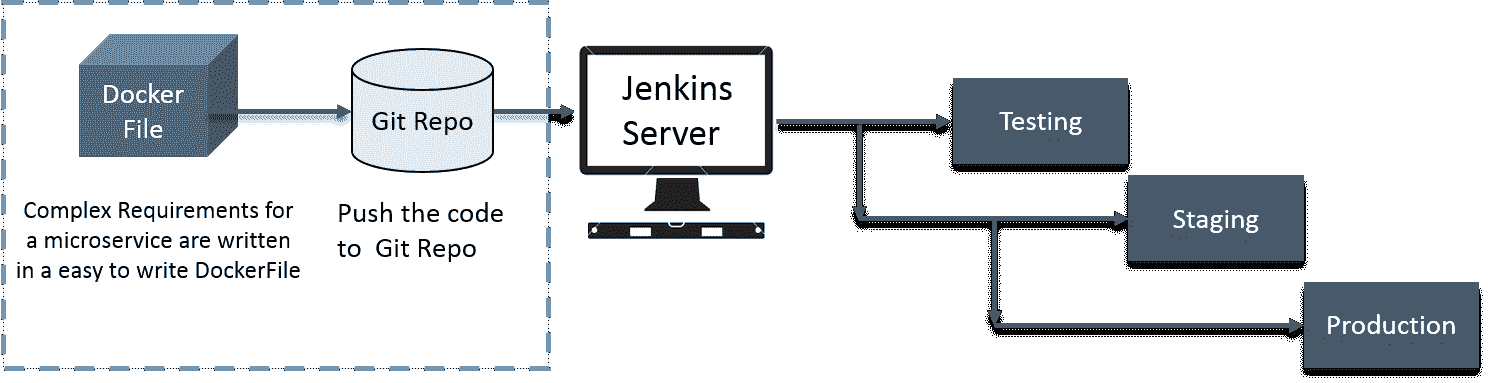 Docker
File
Git Repo
Jenkins
Server
Testing
Complex Requirements for
a microservice are written
in a easy to write DockerFile
Push the code
to Git Repo
Staging
Production